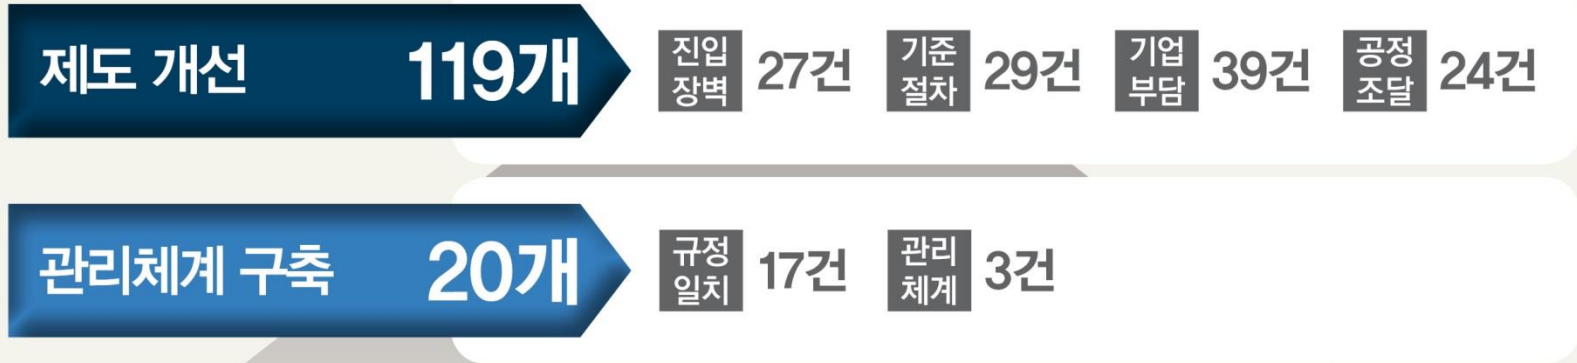 제도 개선 119개 진입 장벽 27건 기준 절차 29건 기업 부담 39건 공정 조달 24건
관리체계 구축 20개 규정 일치 17건 관리 체계 3건